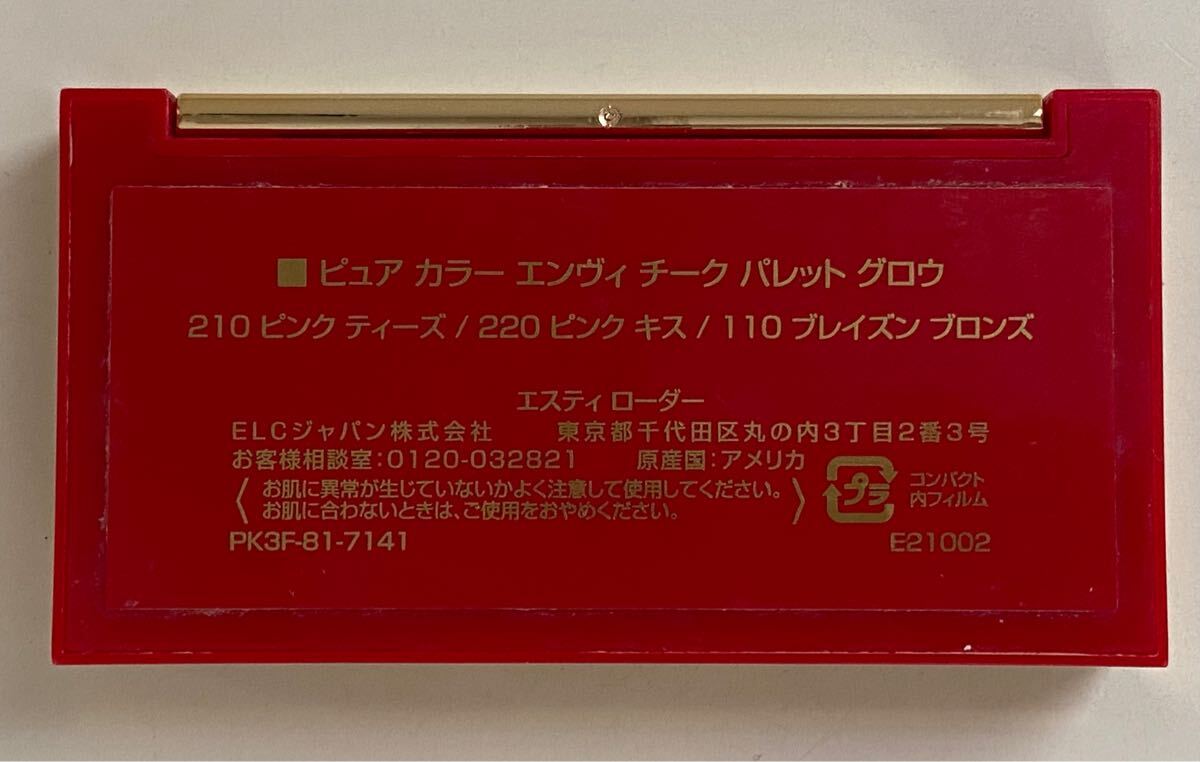 ■ピュア カラー エンヴィ チーク パレット グロウ
210 ピンク ティーズ / 220 ピンク キス / 110 ブレイズン ブロンズ
エスティ ローダー
ELCジャパン株式会社 東京都千代田区丸の内3丁目2番3号
お客様相談室:0120-032821 原産国:アメリカ
お肌に異常が生じていないかよく注意して使用してください。
お肌に合わないときは、ご使用をおやめください。
プラ
コンパクト
内フィルム
PK3F-81-7141 E21002